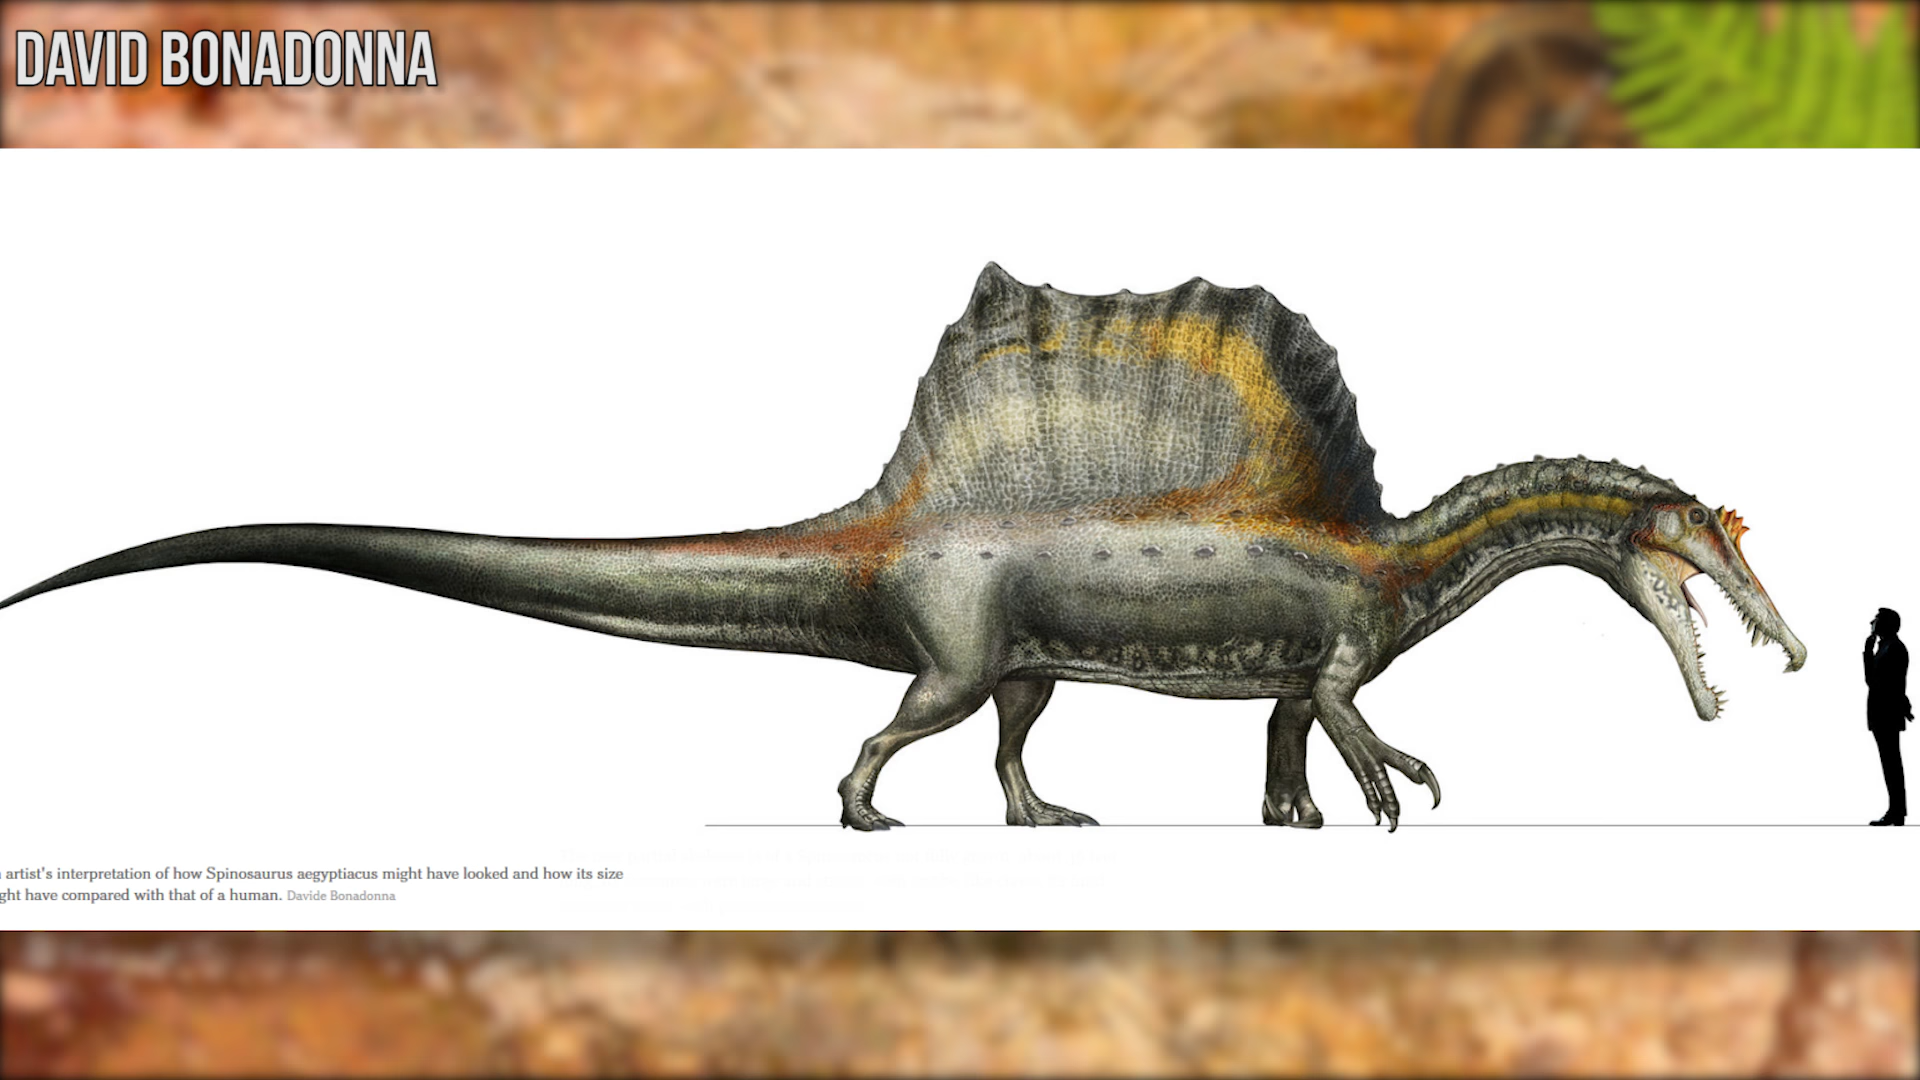 DAVID BONADONNA
artist's interpretation of how Spinosaurus aegyptiacus might have looked and how its size
ght have compared with that of a human. Davide Bonadonna